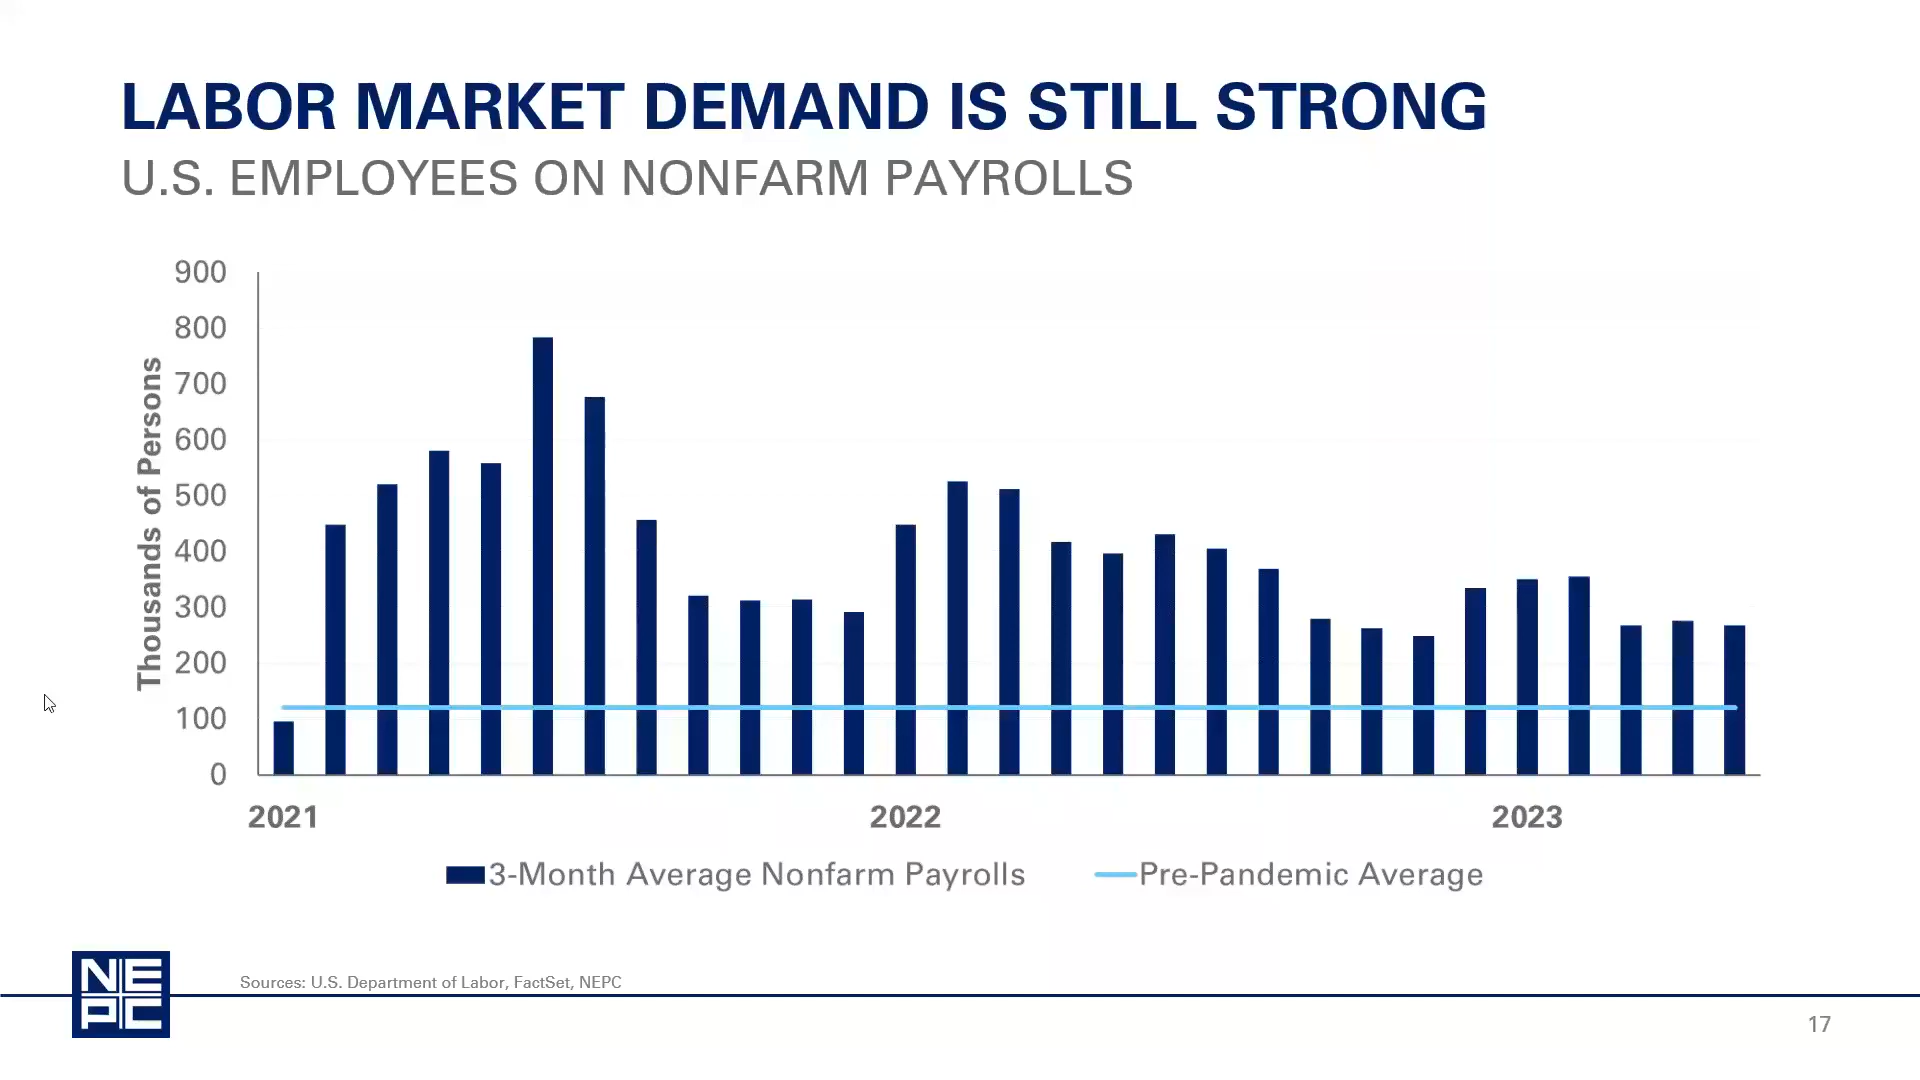 LABOR MARKET DEMAND IS STILL STRONG
U.S. EMPLOYEES ON NONFARM PAYROLLS
Thousands of Persons
900
800
700
600
500
400
300
200
100
0
2021 2022 2023
3-Month Average Nonfarm Payrolls Pre-Pandemic Average
NE
PC
Sources: U.S. Department of Labor, FactSet, NEPC
17